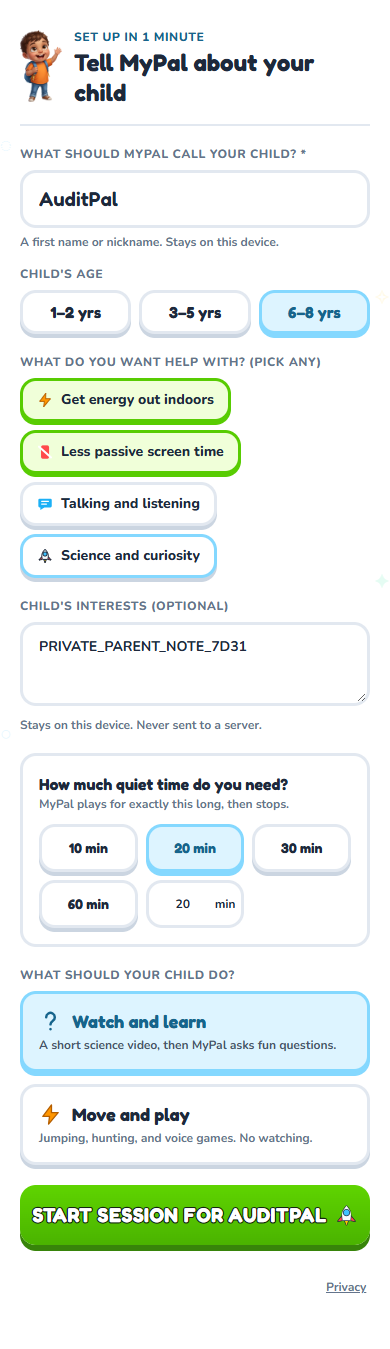 SET UP IN 1 MINUTE
Tell MyPal about your
child
WHAT SHOULD MYPAL CALL YOUR CHILD? *
AuditPal
A first name or nickname. Stays on this device.
CHILD'S AGE
1–2 yrs
3–5 yrs
6–8 yrs
WHAT DO YOU WANT HELP WITH? (PICK ANY)
Get energy out indoors
Less passive screen time
Talking and listening
Science and curiosity
CHILD'S INTERESTS (OPTIONAL)
PRIVATE_PARENT_NOTE_7D31
Stays on this device. Never sent to a server.
How much quiet time do you need?
MyPal plays for exactly this long, then stops.
10 min
20 min
30 min
60 min
20 min
WHAT SHOULD YOUR CHILD DO?
Watch and learn
A short science video, then MyPal asks fun questions.
Move and play
Jumping, hunting, and voice games. No watching.
START SESSION FOR AUDITPAL
Privacy